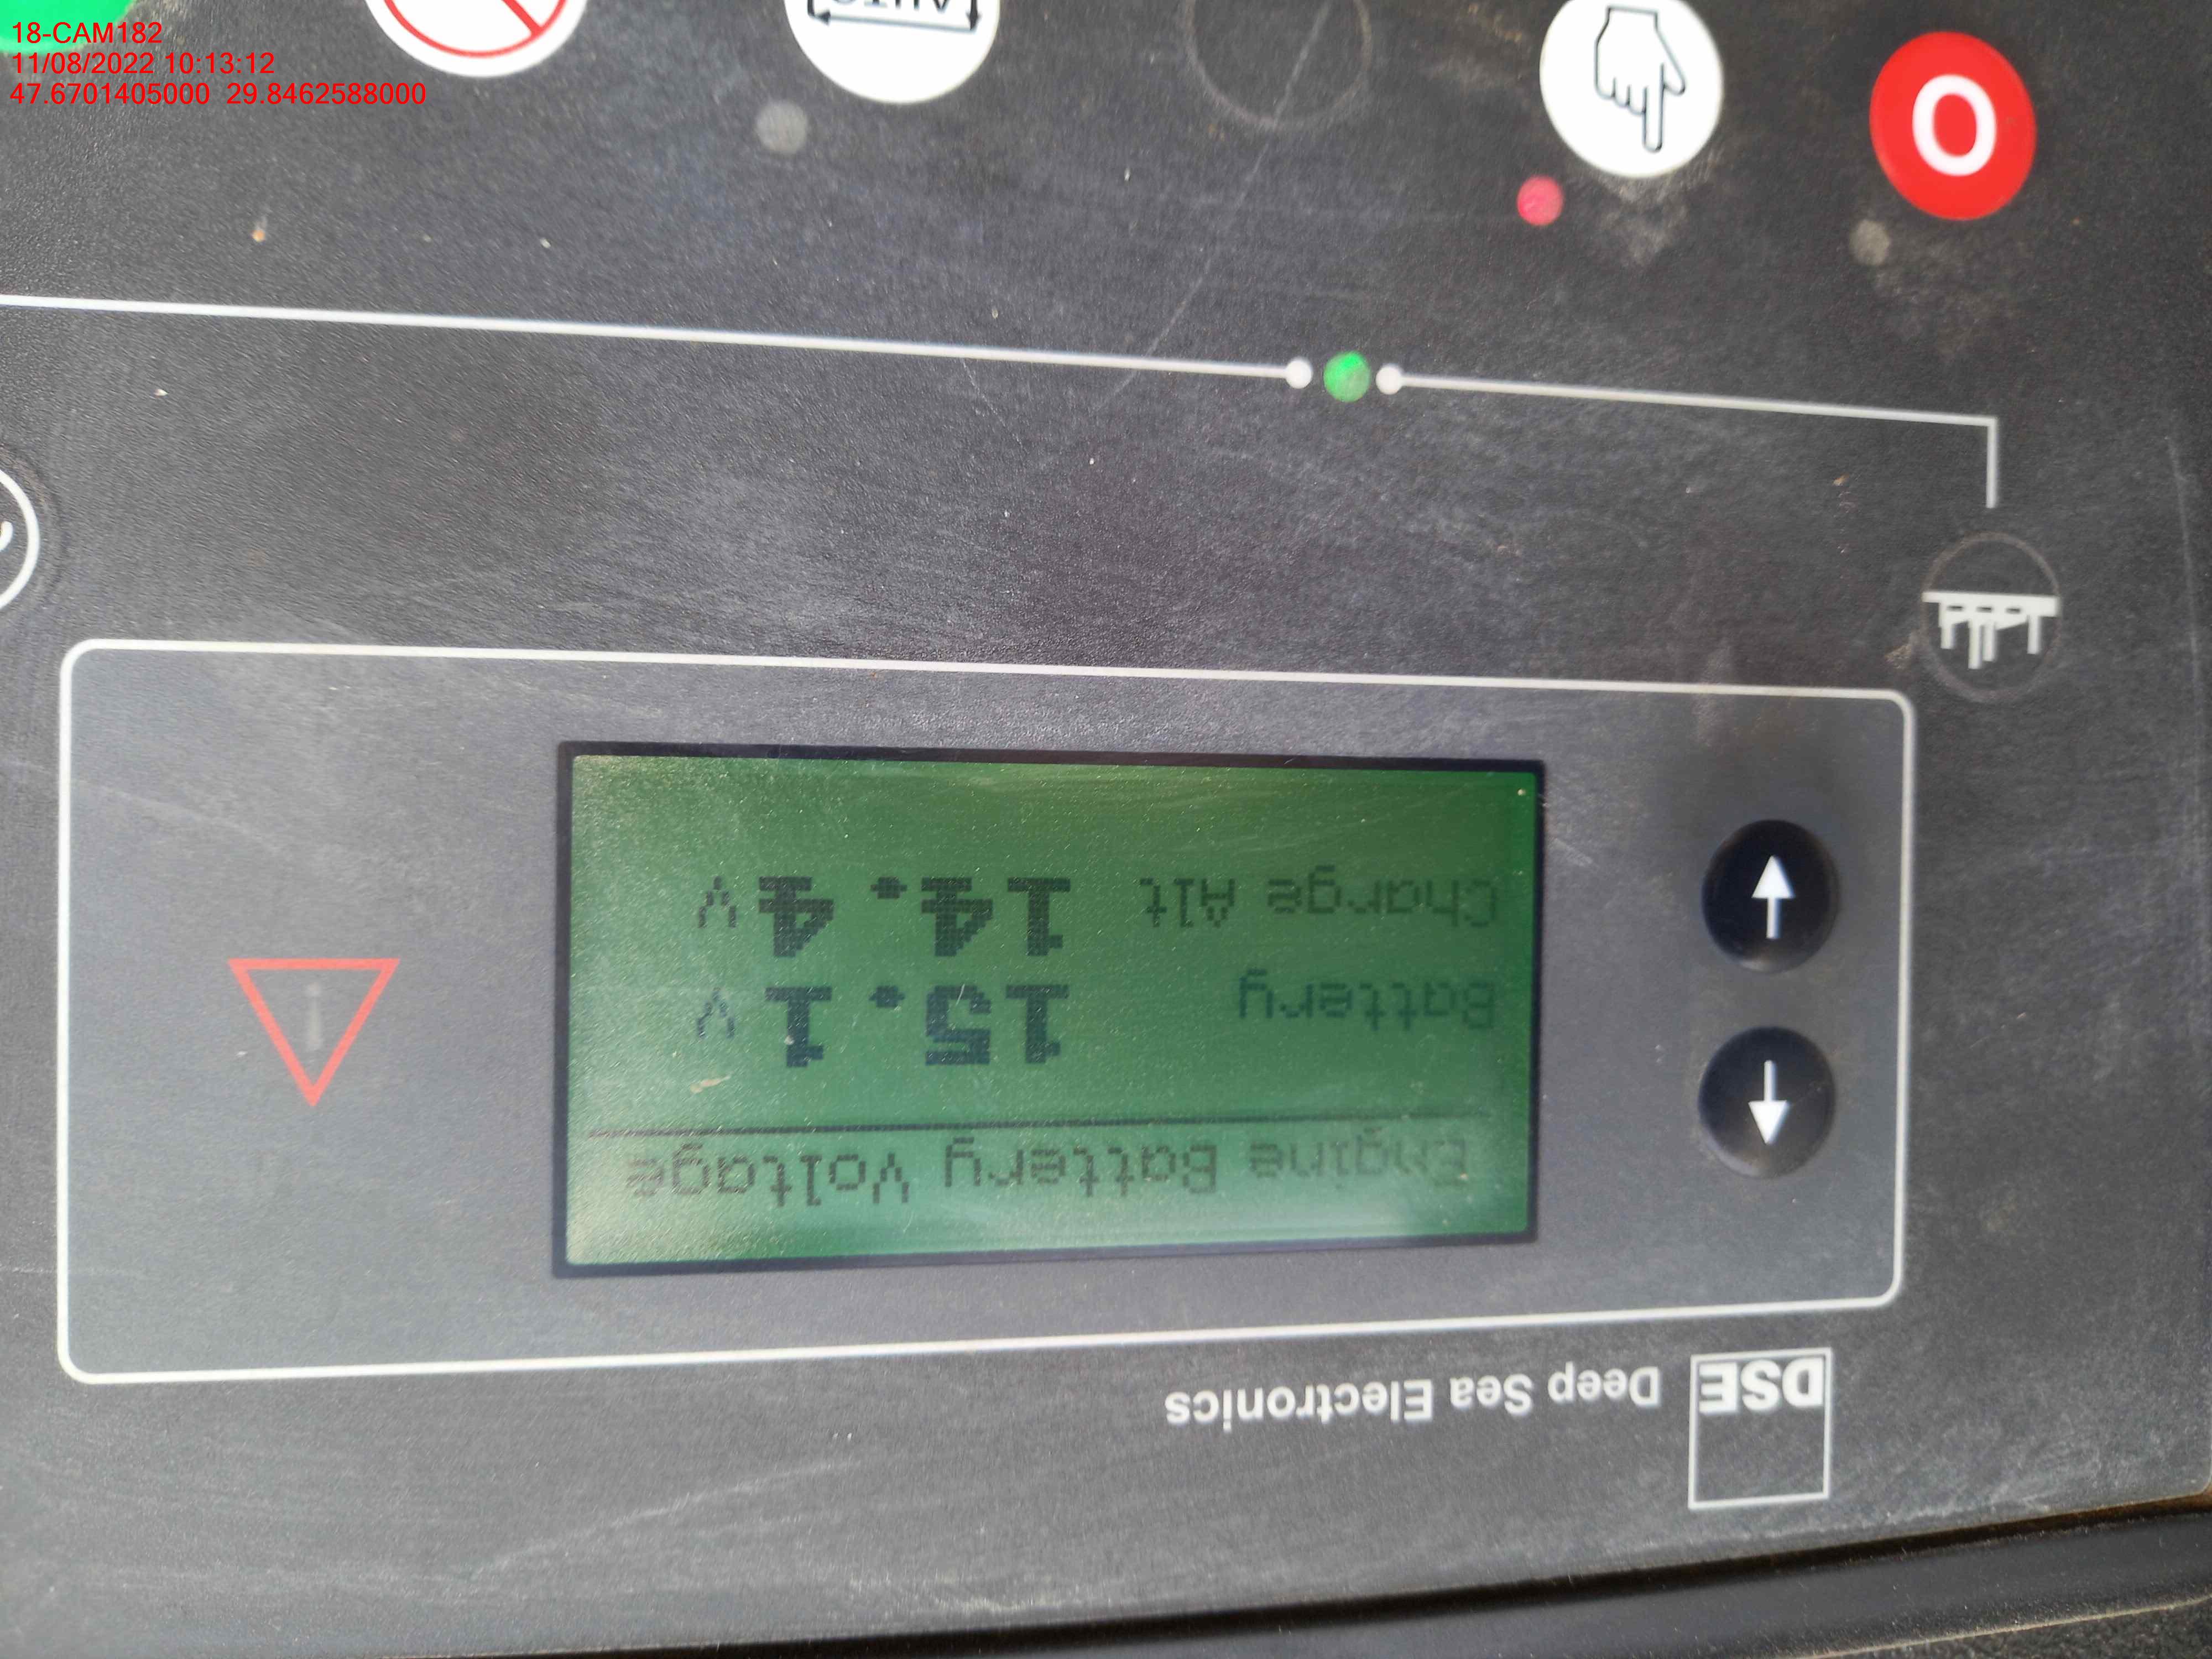 18-CAM182
11/08/2022 10:13:12
47.6701405000 29.8462588000
DSE Deep Sea Electronics
Engine Battery Voltage
Battery 15.1 V
Charge Alt 14.4 V
i
O
AUTO